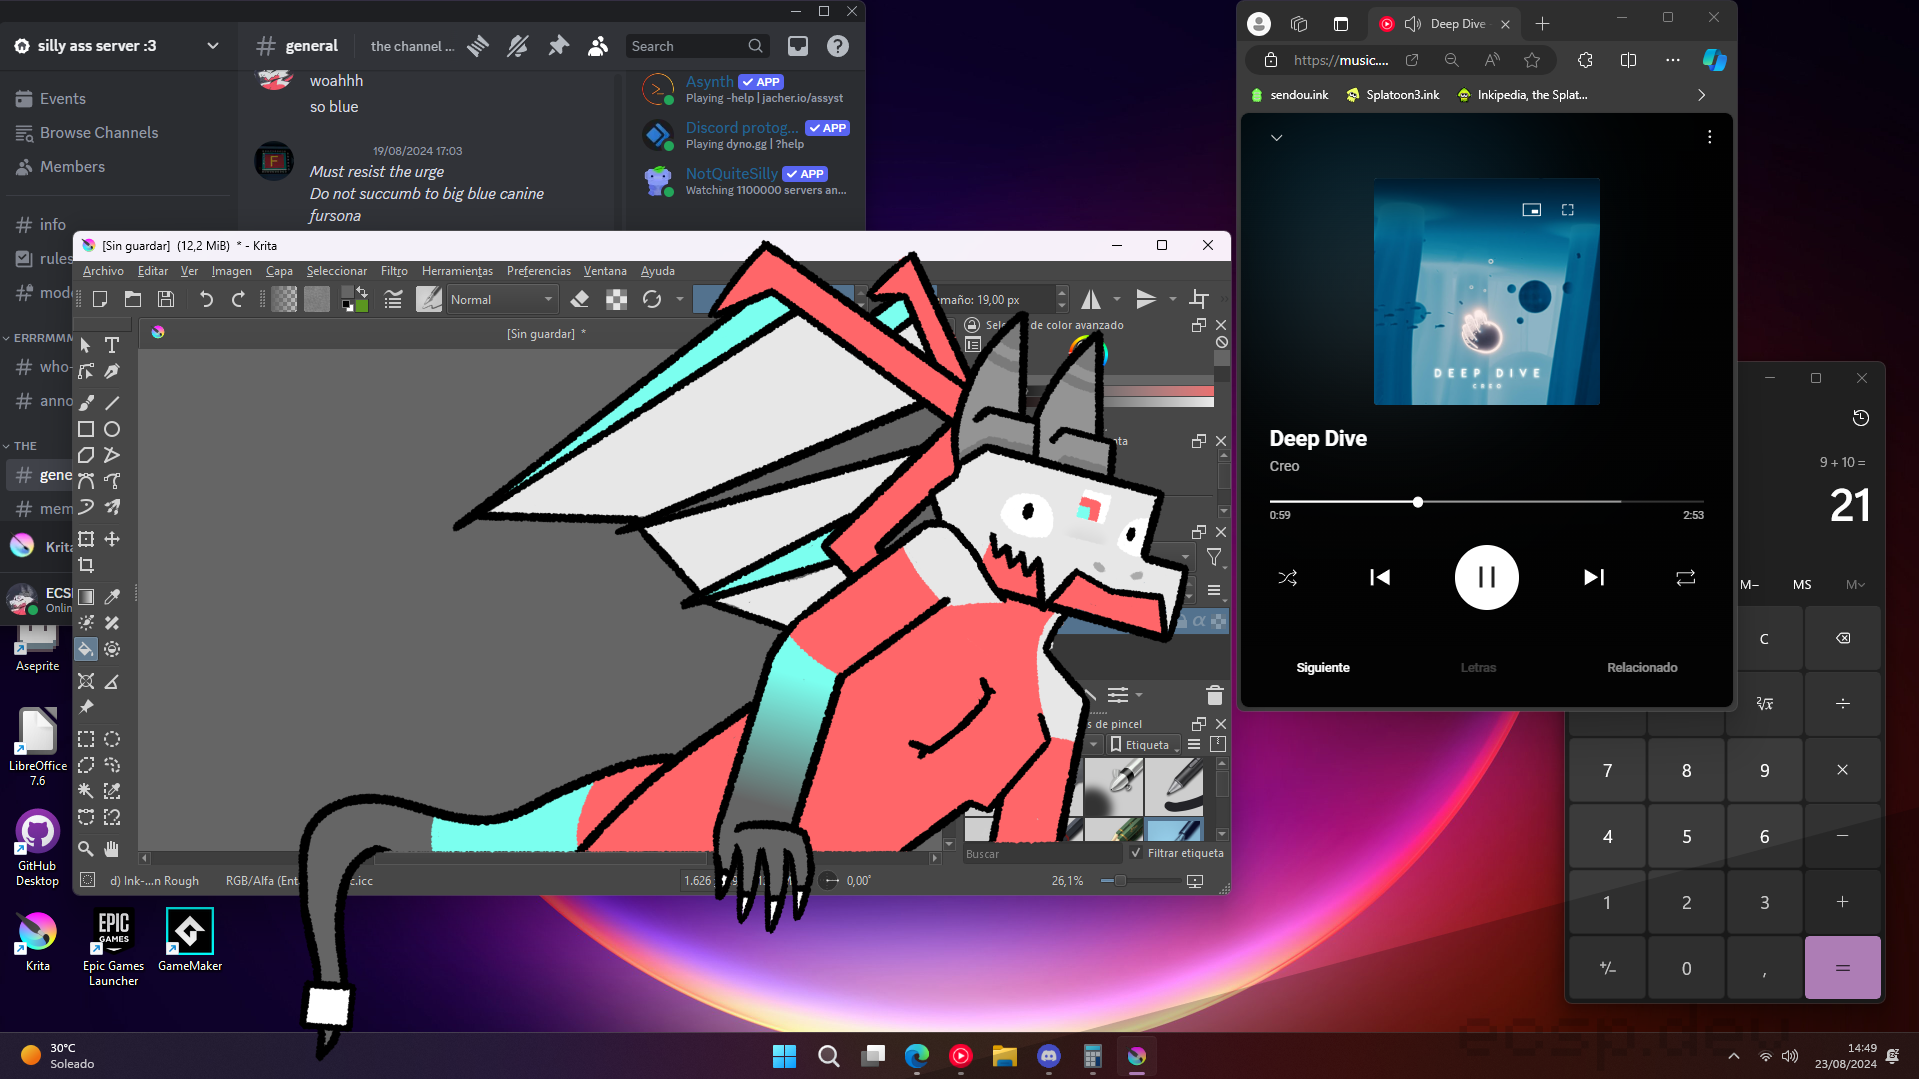 silly ass server :3
general
the channel ...
Search
Events
Browse Channels
Members
info
rules
mod
ERRRMMM
who-
anno
THE
gene
mem
Krita
ECS
Online
woahhh
so blue
19/08/2024 17:03
F
Must resist the urge
Do not succumb to big blue canine
fursona
Asynth ✓ APP
Playing -help | jacher.io/assyst
Discord protog... ✓ APP
Playing dyno.gg | ?help
NotQuiteSilly ✓ APP
Watching 1100000 servers an...
[Sin guardar] (12,2 MiB) * - Krita
Archivo Editar Ver Imagen Capa Seleccionar Filtro Herramientas Preferencias Ventana Ayuda
Normal
maño: 19,00 px
[Sin guardar] *
Sele de color avanzado
ta
s de pincel
Etiqueta
Buscar
Filtrar etiqueta
d) Ink-...n Rough
RGB/Alfa (Ent c.icc
1.626
0,00°
26,1%
Deep Dive
https://music....
sendou.ink
Splatoon3.ink
Inkipedia, the Splat...
DEEP DIVE
CREO
Deep Dive
Creo
0:59
2:53
Siguiente
Letras
Relacionado
9 + 10 =
21
M− MS M˅
C
²√x ÷
7 8 9 ×
4 5 6 −
1 2 3 +
+/− 0 , =
Aseprite
LibreOffice
7.6
GitHub
Desktop
Krita
EPIC
GAMES
Epic Games
Launcher
GameMaker
ecsp.dev
30°C
Soleado
14:49
23/08/2024